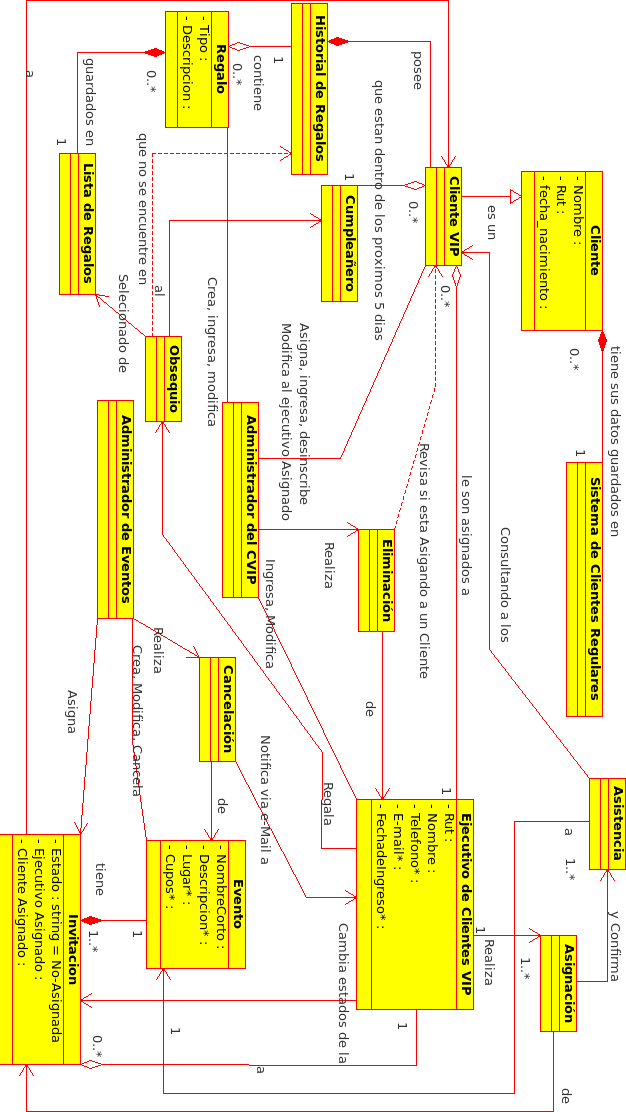 Cliente
- Nombre :
- Rut :
- fecha_nacimiento :
tiene sus datos guardados en
0..*
1
Sistema de Clientes Regulares
Asistencia
1..*
a
y Confirma
Asignación
1..*
1
Realiza
de
es un
Consultando a los
Cliente VIP
posee
0..*
0..*
le son asignados a
1
Revisa si esta Asigando a un Cliente
Ejecutivo de Clientes VIP
- Rut :
- Nombre :
- Telefono* :
- E-mail* :
- FechadeIngreso* :
Historial de Regalos
que estan dentro de los proximos 5 dias
1
Cumpleañero
Eliminación
de
Realiza
Asigna, ingresa, desinscribe
Modifica al ejecutivo Asignado
1
contiene
0..*
Regalo
- Tipo :
- Descripcion :
Administrador del CVIP
Ingresa, Modifica
Crea, ingresa, modifica
Regala
Cambia estados de la
1
0..*
guardados en
1
Lista de Regalos
que no se encuentre en
al
Obsequio
Selecionado de
Administrador de Eventos
Realiza
Cancelación
Notifica via e-Mail a
de
Crea, Modifica, Cancela
Asigna
Evento
- NombreCorto :
- Descripcion* :
- Lugar* :
- Cupos* :
1
1
tiene
1..*
0..*
a
Invitacion
- Estado : string = No-Asignada
- Ejecutivo Asignado :
- Cliente Asignado :
a